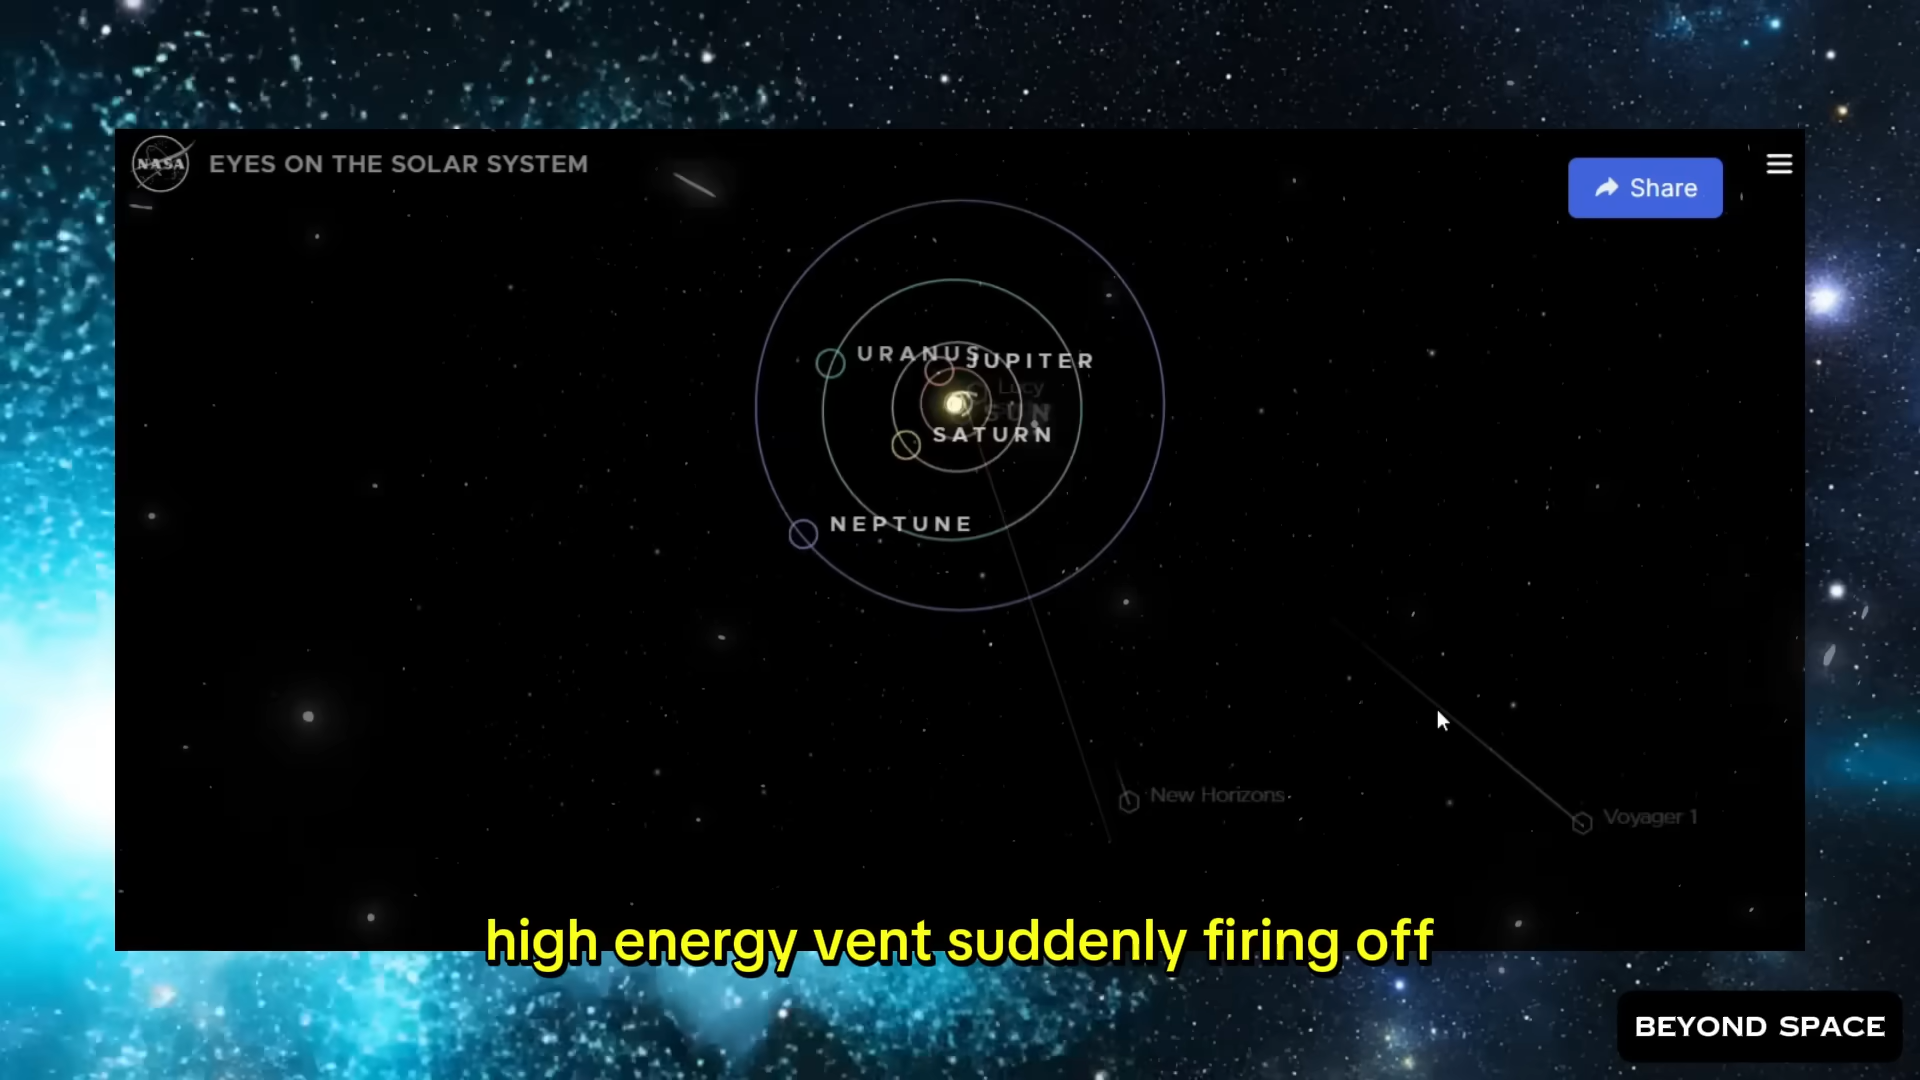 NASA
EYES ON THE SOLAR SYSTEM
Share
URANUS
JUPITER
Lucy
SUN
SATURN
NEPTUNE
New Horizons
Voyager 1
high energy vent suddenly firing off
BEYOND SPACE